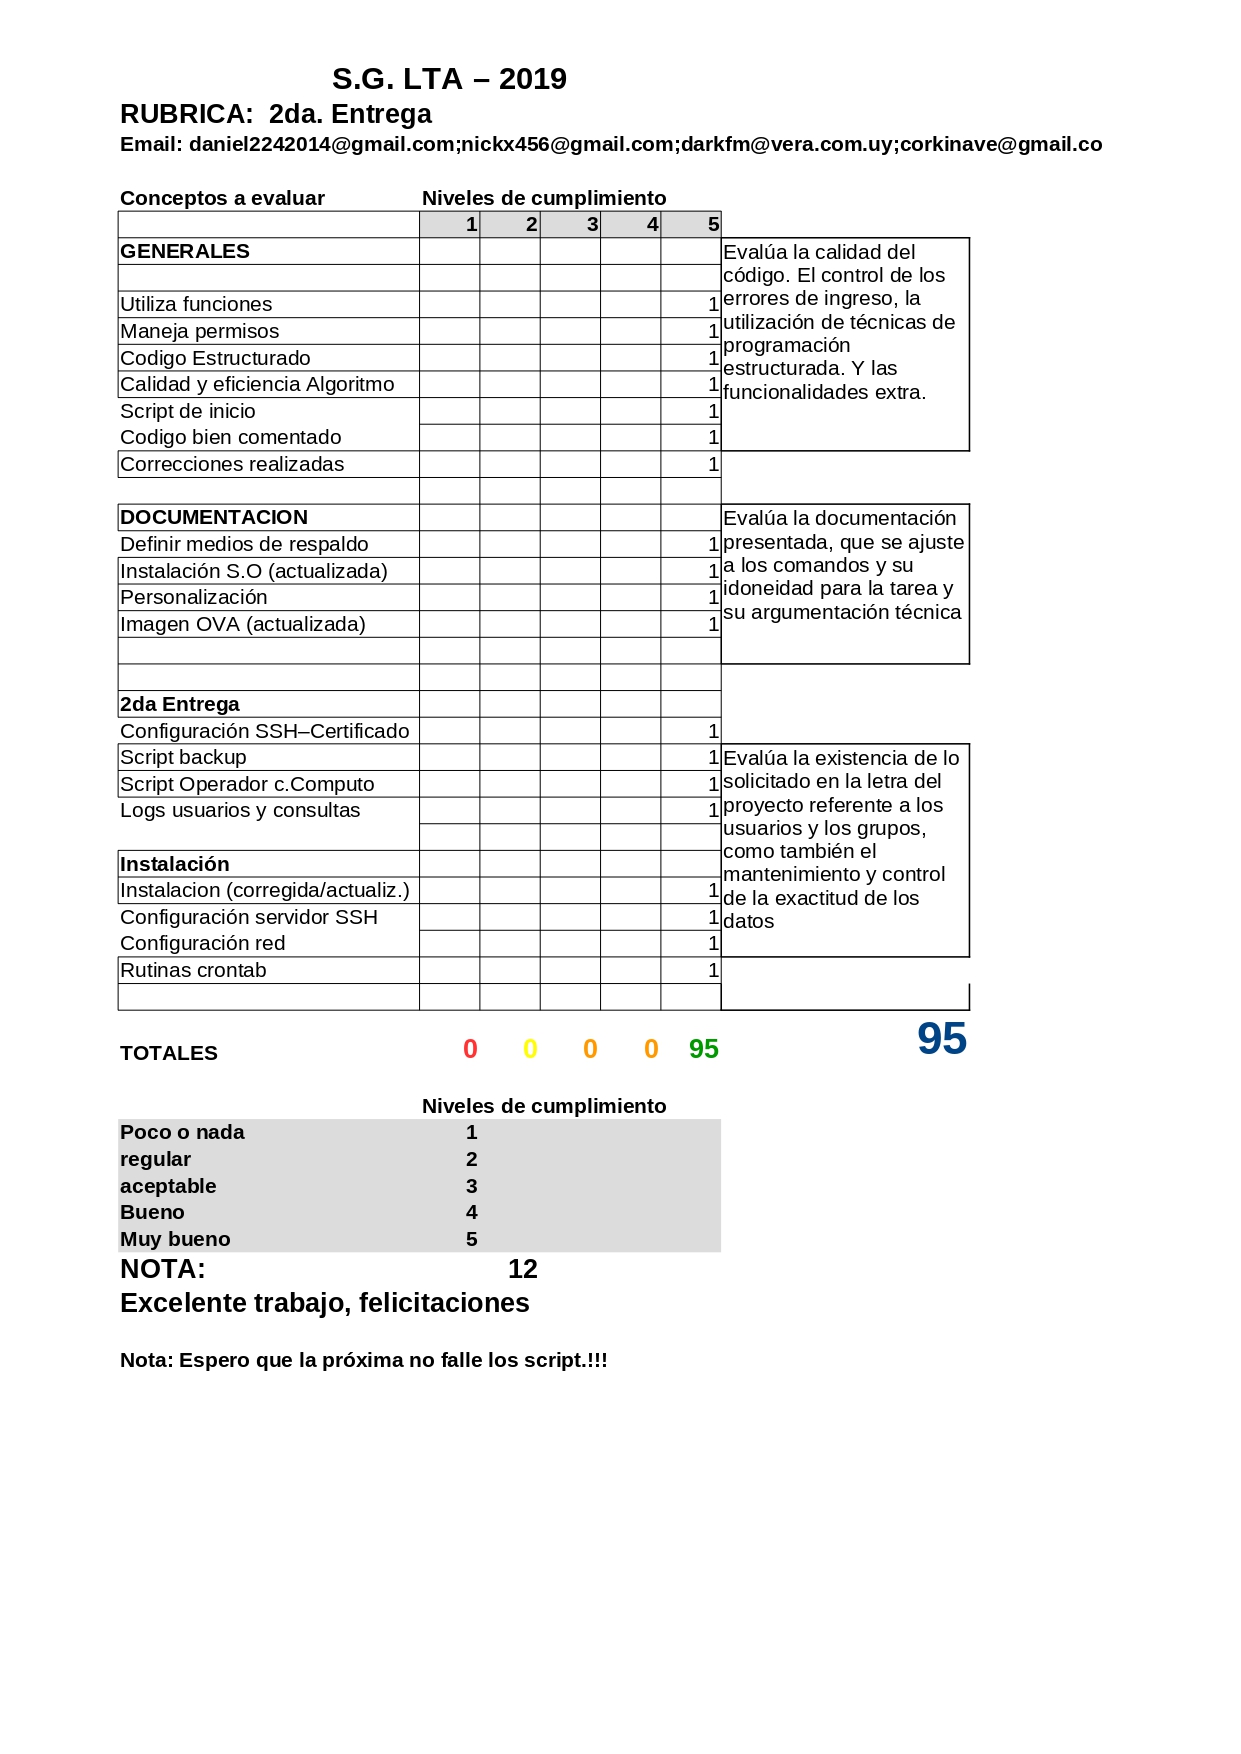 S.G. LTA – 2019
RUBRICA:  2da. Entrega
Email: daniel2242014@gmail.com;nickx456@gmail.com;darkfm@vera.com.uy;corkinave@gmail.co
Conceptos a evaluar Niveles de cumplimiento
1 2 3 4 5
GENERALES
Utiliza funciones 1
Maneja permisos 1
Codigo Estructurado 1
Calidad y eficiencia Algoritmo 1
Script de inicio 1
Codigo bien comentado 1
Correcciones realizadas 1
Evalúa la calidad del
código. El control de los
errores de ingreso, la
utilización de técnicas de
programación
estructurada. Y las
funcionalidades extra.
DOCUMENTACION
Definir medios de respaldo 1
Instalación S.O (actualizada) 1
Personalización 1
Imagen OVA (actualizada) 1
Evalúa la documentación
presentada, que se ajuste
a los comandos y su
idoneidad para la tarea y
su argumentación técnica
2da Entrega
Configuración SSH–Certificado 1
Script backup 1
Script Operador c.Computo 1
Logs usuarios y consultas 1
Instalación
Instalacion (corregida/actualiz.) 1
Configuración servidor SSH 1
Configuración red 1
Rutinas crontab 1
Evalúa la existencia de lo
solicitado en la letra del
proyecto referente a los
usuarios y los grupos,
como también el
mantenimiento y control
de la exactitud de los
datos
TOTALES 0 0 0 0 95 95
Niveles de cumplimiento
Poco o nada 1
regular 2
aceptable 3
Bueno 4
Muy bueno 5
NOTA: 12
Excelente trabajo, felicitaciones
Nota: Espero que la próxima no falle los script.!!!